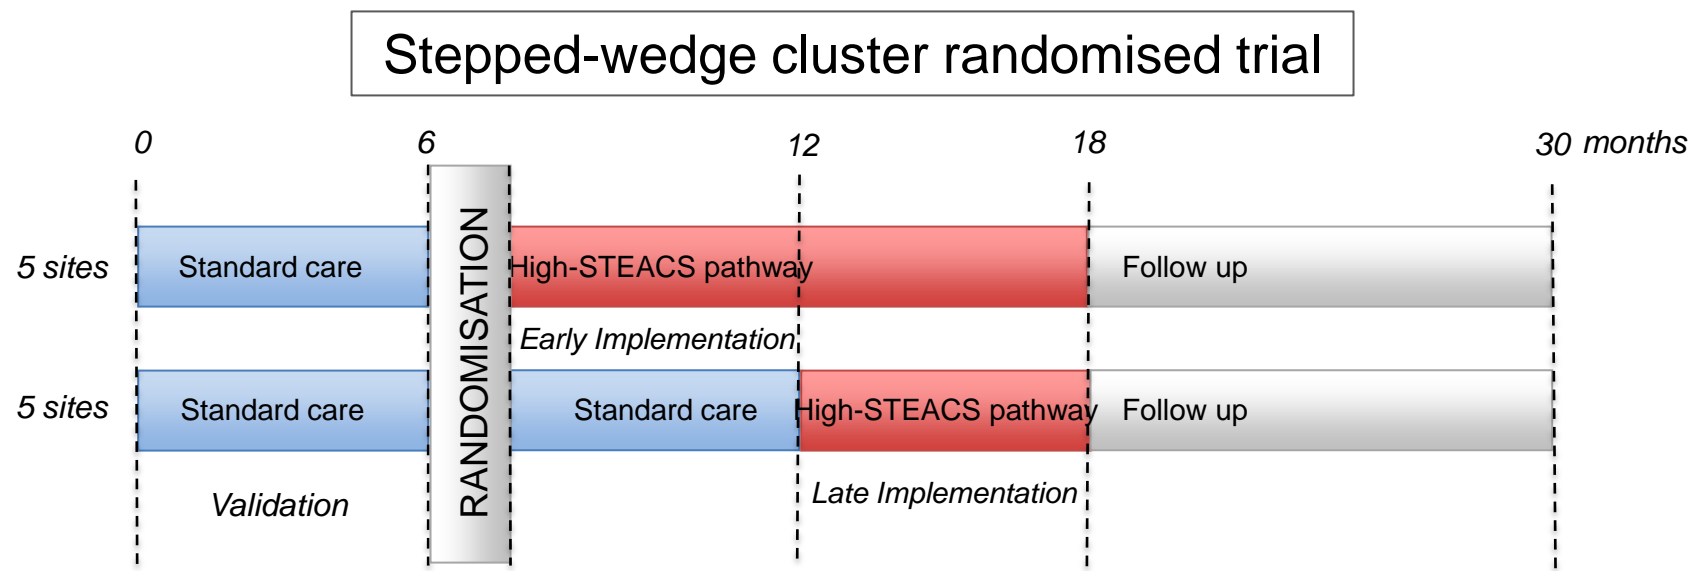 Stepped-wedge cluster randomised trial
0 6 12 18 30 months
RANDOMISATION
5 sites Standard care High-STEACS pathway Follow up
Early Implementation
5 sites Standard care Standard care High-STEACS pathway Follow up
Validation Late Implementation